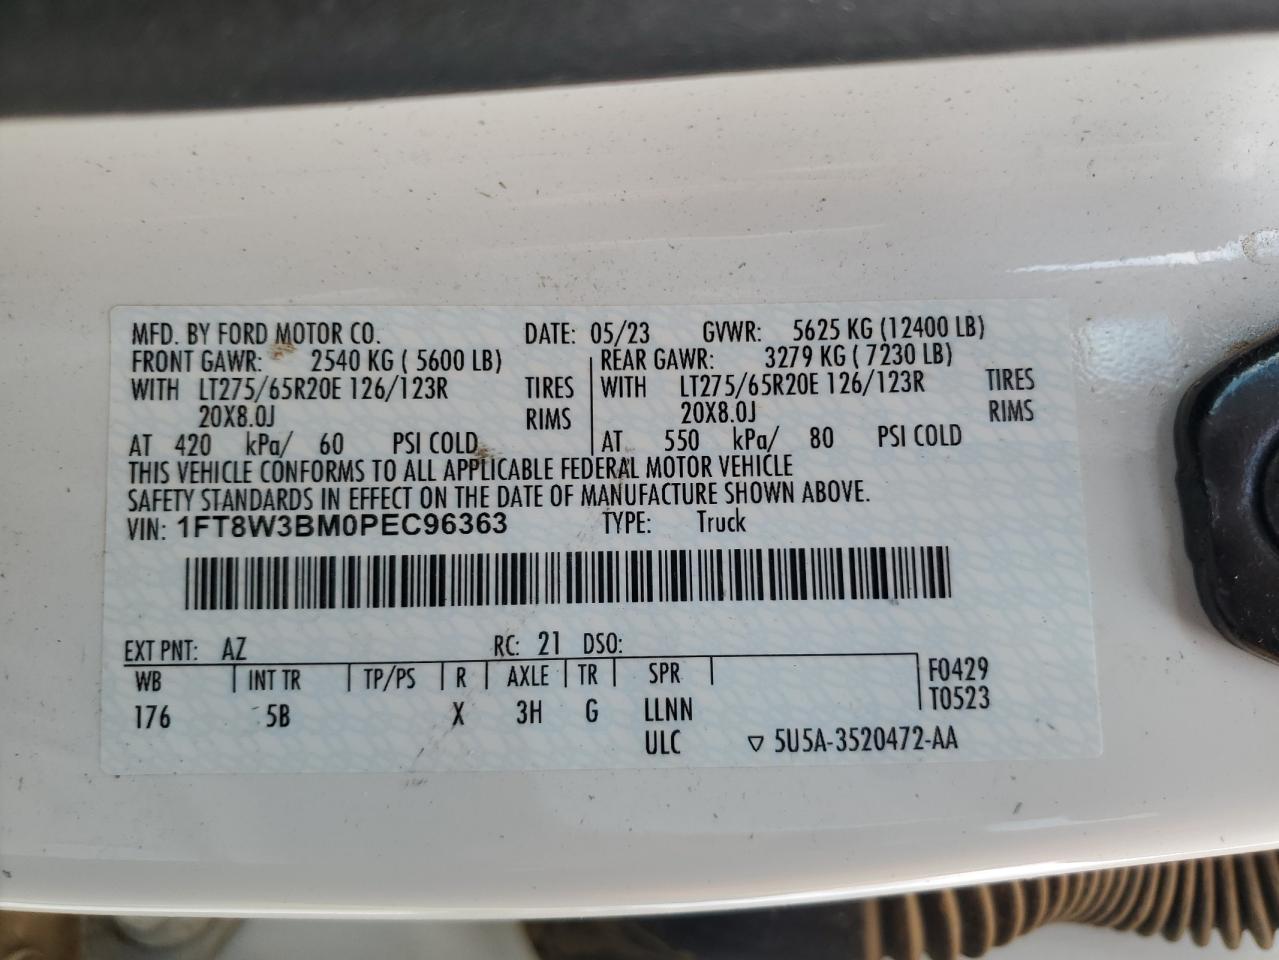 MFD. BY FORD MOTOR CO. DATE: 05/23 GVWR: 5625 KG (12400 LB)
FRONT GAWR: 2540 KG ( 5600 LB) REAR GAWR: 3279 KG ( 7230 LB)
WITH LT275/65R20E 126/123R TIRES WITH LT275/65R20E 126/123R TIRES
20X8.0J RIMS 20X8.0J RIMS
AT 420 kPa/ 60 PSI COLD AT 550 kPa/ 80 PSI COLD
THIS VEHICLE CONFORMS TO ALL APPLICABLE FEDERAL MOTOR VEHICLE
SAFETY STANDARDS IN EFFECT ON THE DATE OF MANUFACTURE SHOWN ABOVE.
VIN: 1FT8W3BM0PEC96363 TYPE: Truck
EXT PNT: AZ RC: 21 DSO:
WB INT TR TP/PS R AXLE TR SPR F0429
176 5B X 3H G LLNN T0523
ULC ▽ 5U5A-3520472-AA